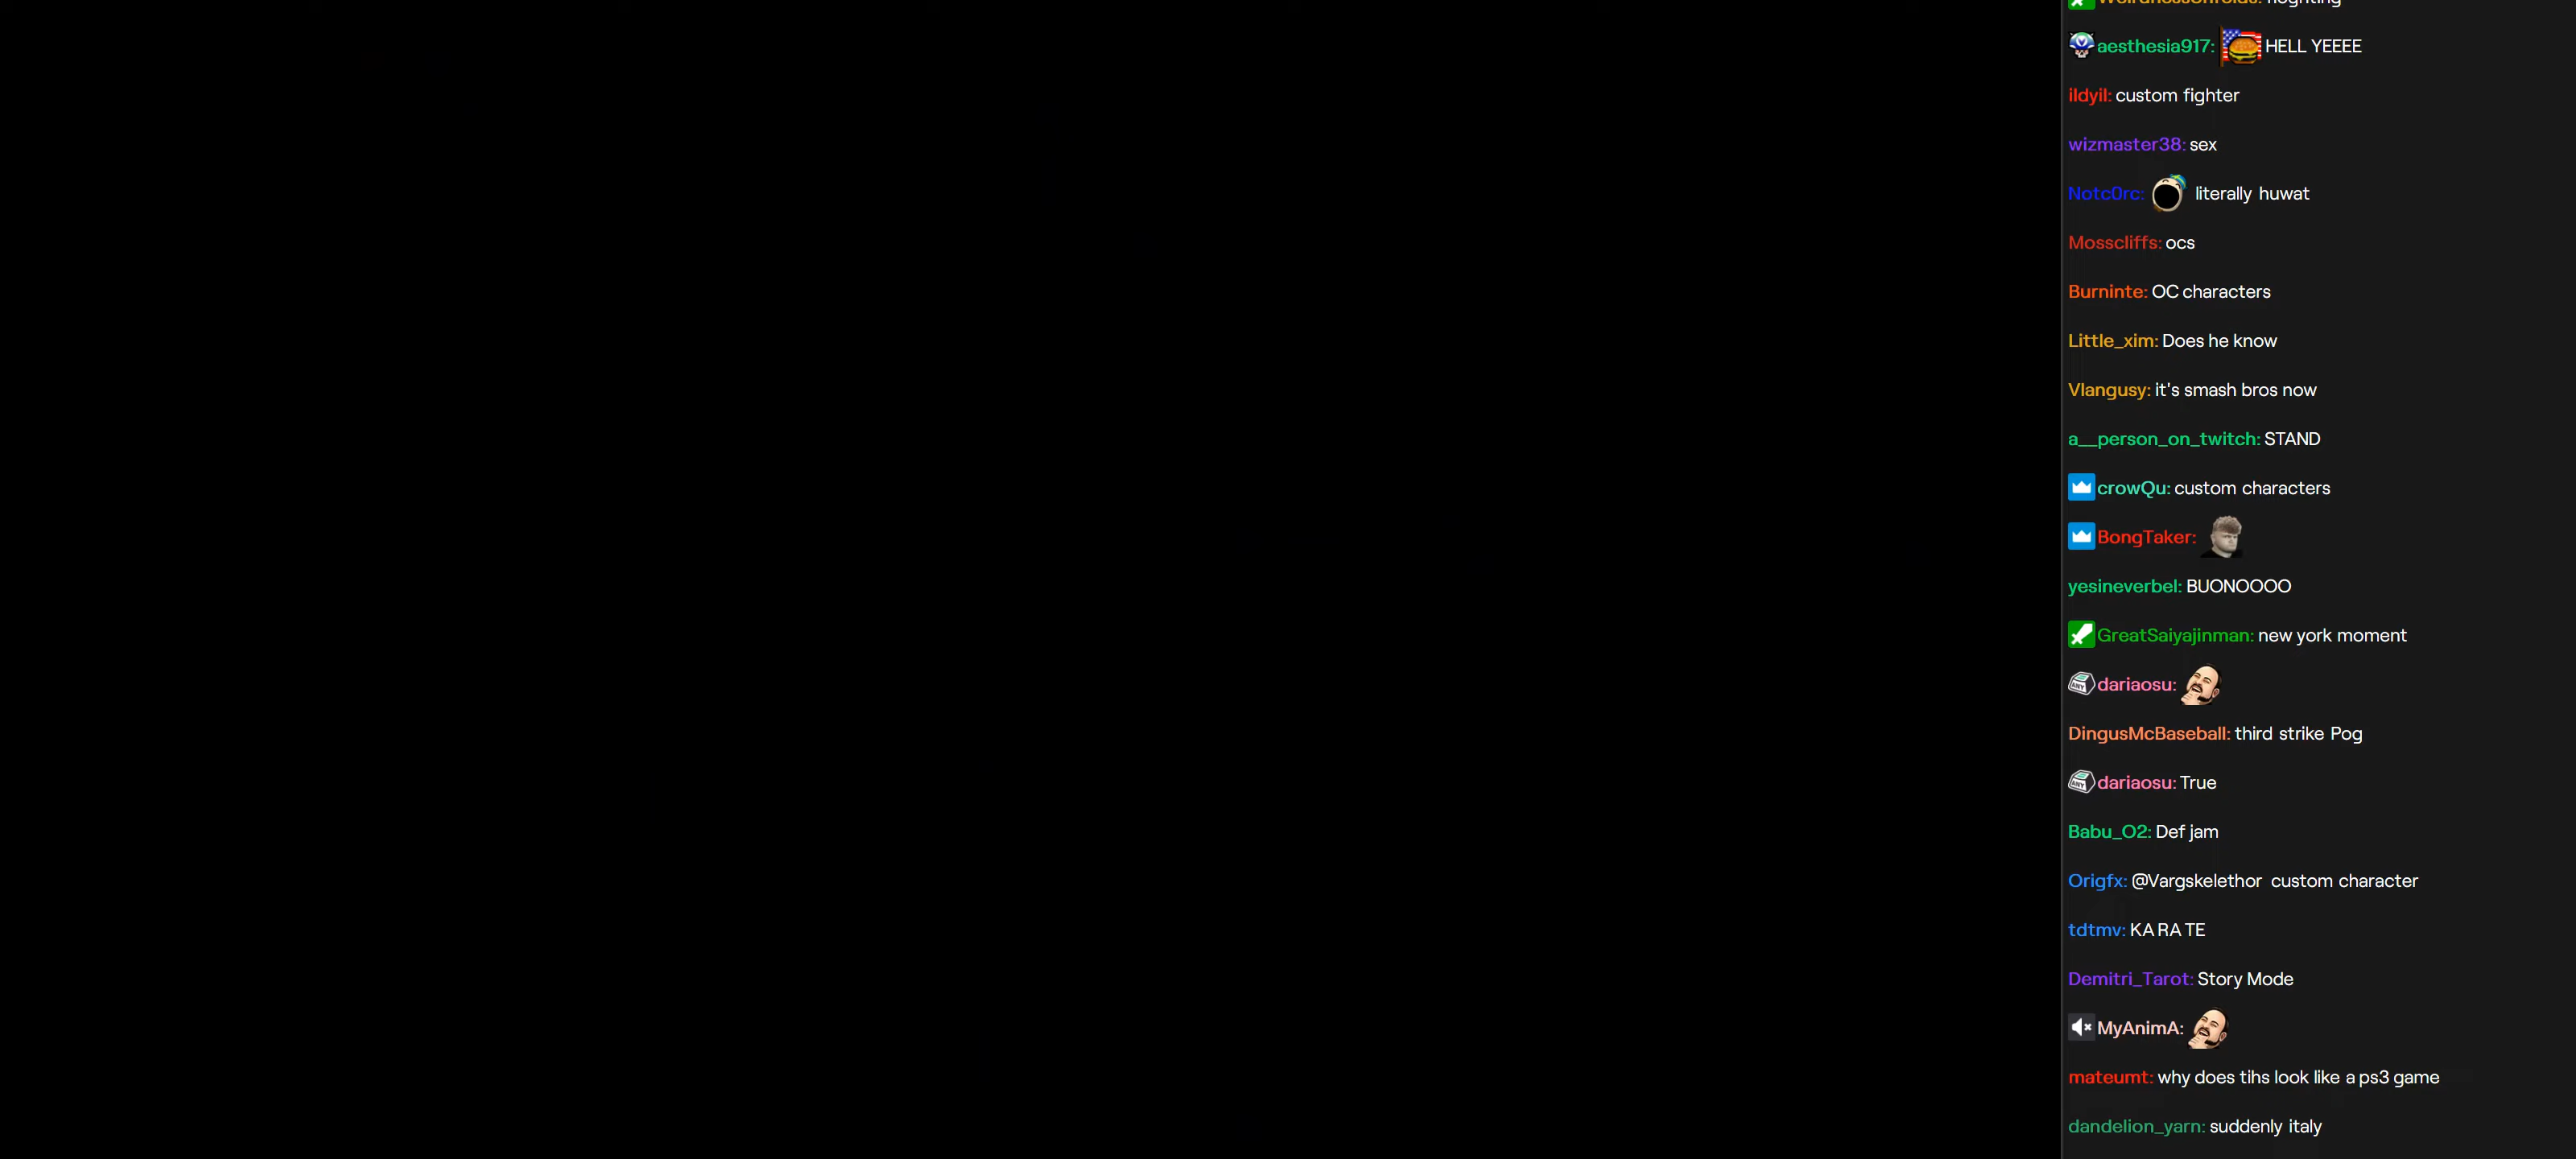 aesthesia917: HELL YEEEE
ildyil: custom fighter
wizmaster38: sex
Notc0rc: literally huwat
Mosscliffs: ocs
Burninte: OC characters
Little_xim: Does he know
Vlangusy: it's smash bros now
a__person_on_twitch: STAND
crowQu: custom characters
BongTaker:
yesineverbel: BUONOOOO
GreatSaiyajinman: new york moment
dariaosu:
DingusMcBaseball: third strike Pog
dariaosu: True
Babu_O2: Def jam
Origfx: @Vargskelethor custom character
tdtmv: KA RA TE
Demitri_Tarot: Story Mode
MyAnimA:
mateumt: why does tihs look like a ps3 game
dandelion_yarn: suddenly italy